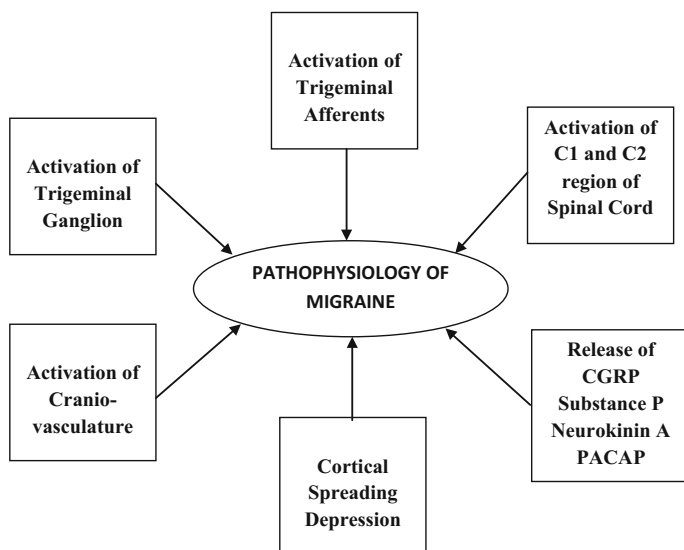 Activation of
Trigeminal
Afferents
Activation of
Trigeminal
Ganglion
Activation of
C1 and C2
region of
Spinal Cord
PATHOPHYSIOLOGY OF
MIGRAINE
Activation of
Cranio-
vasculature
Cortical
Spreading
Depression
Release of
CGRP
Substance P
Neurokinin A
PACAP